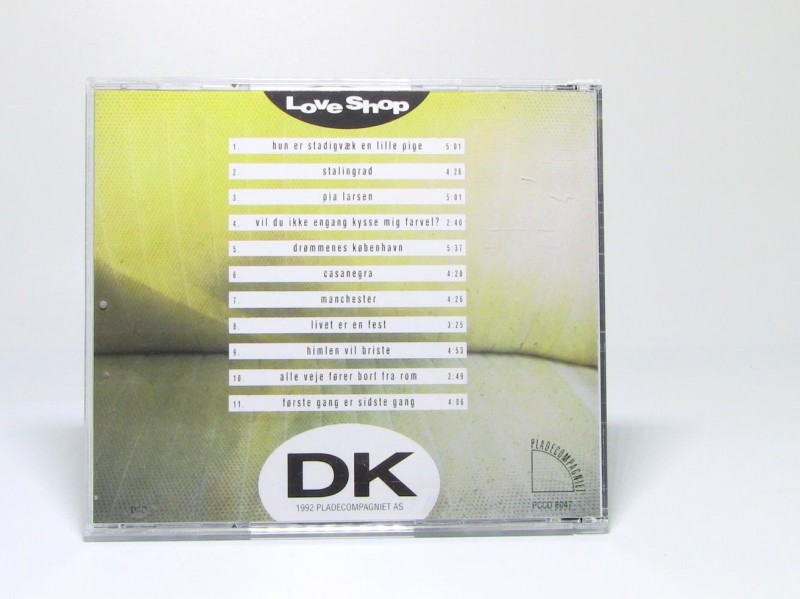 Love Shop
1. hun er stadigvæk en lille pige 5:01
2. stalingrad 4:26
3. pia larsen 5:01
4. vil du ikke engang kysse mig farvel? 2:40
5. drømmenes københavn 5:37
6. casanegra 4:20
7. manchester 4:26
8. livet er en fest 3:25
9. himlen vil briste 4:53
10. alle veje fører bort fra rom 2:49
11. første gang er sidste gang 4:06
DK
1992 PLADECOMPAGNIET AS
PLADECOMPAGNIET
PCCD 8047